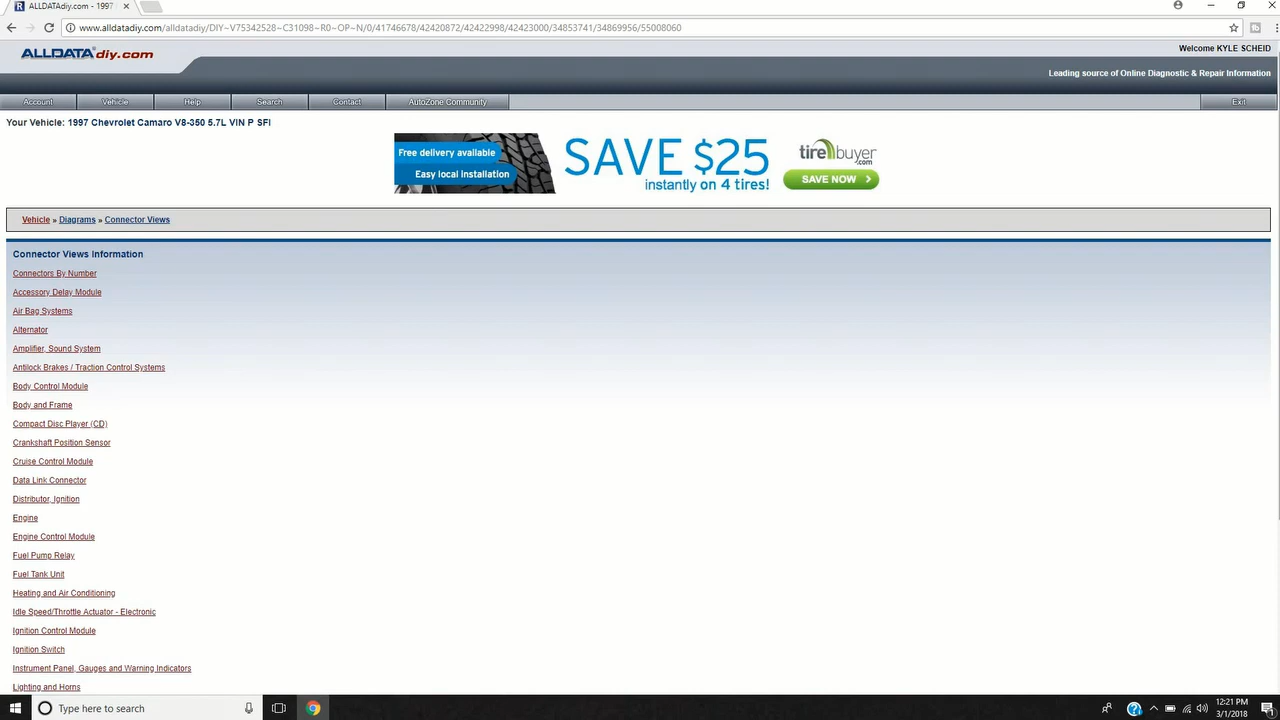 ALLDATAdiy.com - 1997
www.alldatadiy.com/alldatadiy/DIY~V75342528~C31098~R0~OP~N/0/41746678/42420872/42422998/42423000/34853741/34869956/55008060
ALLDATAdiy.com
Welcome KYLE SCHEID
Leading source of Online Diagnostic & Repair Information
Account Vehicle Help Search Contact AutoZone Community Exit
Your Vehicle: 1997 Chevrolet Camaro V8-350 5.7L VIN P SFI
Free delivery available
Easy local installation
SAVE $25
instantly on 4 tires!
tirebuyer
.com
SAVE NOW
Vehicle » Diagrams » Connector Views
Connector Views Information
Connectors By Number
Accessory Delay Module
Air Bag Systems
Alternator
Amplifier, Sound System
Antilock Brakes / Traction Control Systems
Body Control Module
Body and Frame
Compact Disc Player (CD)
Crankshaft Position Sensor
Cruise Control Module
Data Link Connector
Distributor, Ignition
Engine
Engine Control Module
Fuel Pump Relay
Fuel Tank Unit
Heating and Air Conditioning
Idle Speed/Throttle Actuator - Electronic
Ignition Control Module
Ignition Switch
Instrument Panel, Gauges and Warning Indicators
Lighting and Horns
Type here to search
12:21 PM
3/1/2018